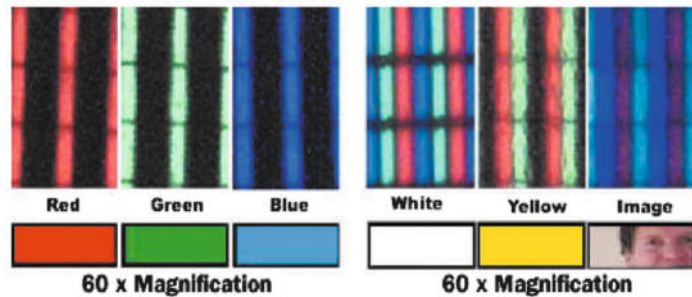 Red Green Blue
60 x Magnification
White Yellow Image
60 x Magnification